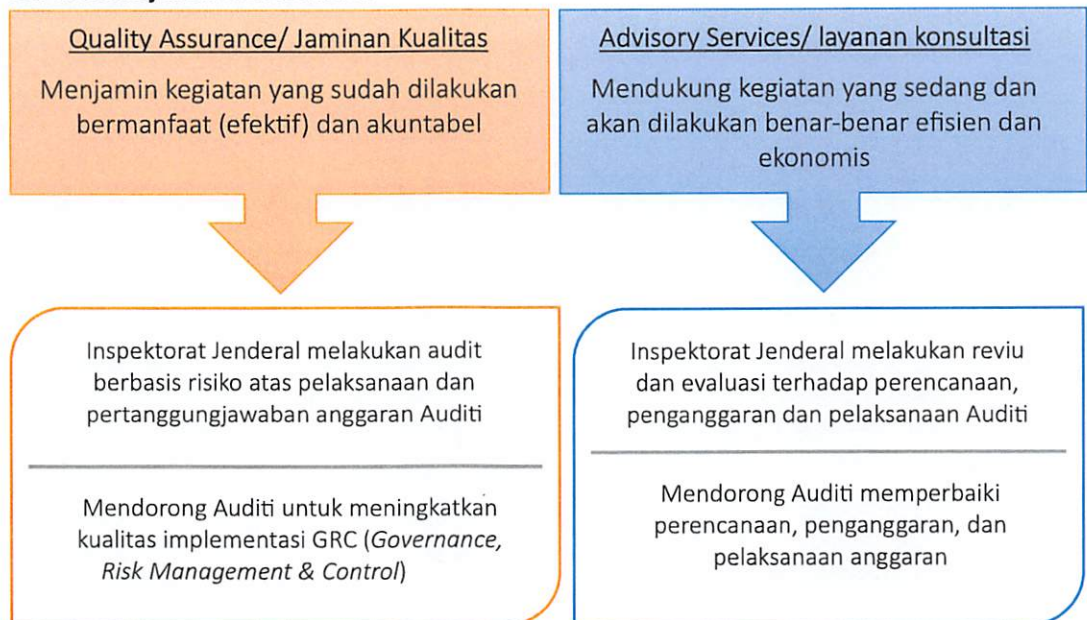 Quality Assurance/ Jaminan Kualitas
Menjamin kegiatan yang sudah dilakukan
bermanfaat (efektif) dan akuntabel
Advisory Services/ layanan konsultasi
Mendukung kegiatan yang sedang dan
akan dilakukan benar-benar efisien dan
ekonomis
Inspektorat Jenderal melakukan audit
berbasis risiko atas pelaksanaan dan
pertanggungjawaban anggaran Auditi
Mendorong Auditi untuk meningkatkan
kualitas implementasi GRC (Governance,
Risk Management & Control)
Inspektorat Jenderal melakukan reviu
dan evaluasi terhadap perencanaan,
penganggaran dan pelaksanaan Auditi
Mendorong Auditi memperbaiki
perencanaan, penganggaran, dan
pelaksanaan anggaran